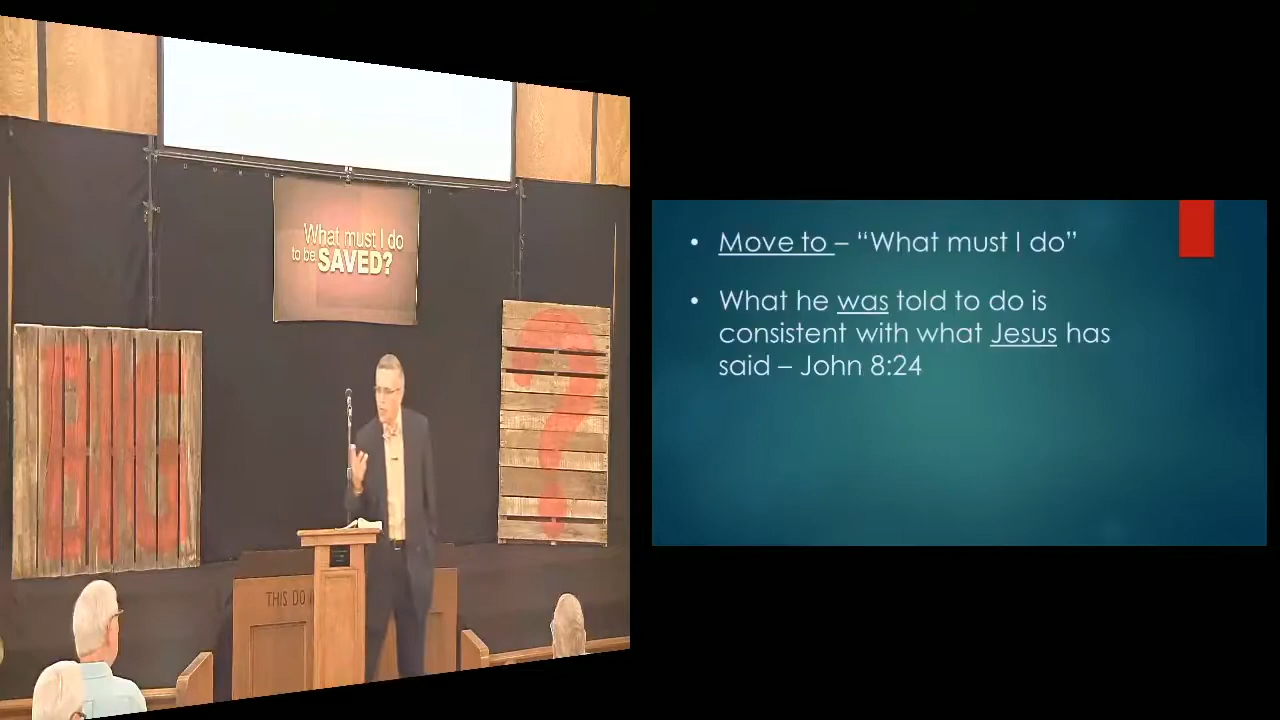 What must I do
to be SAVED?
BIG
?
THIS DO I
• Move to – “What must I do”
• What he was told to do is
consistent with what Jesus has
said – John 8:24